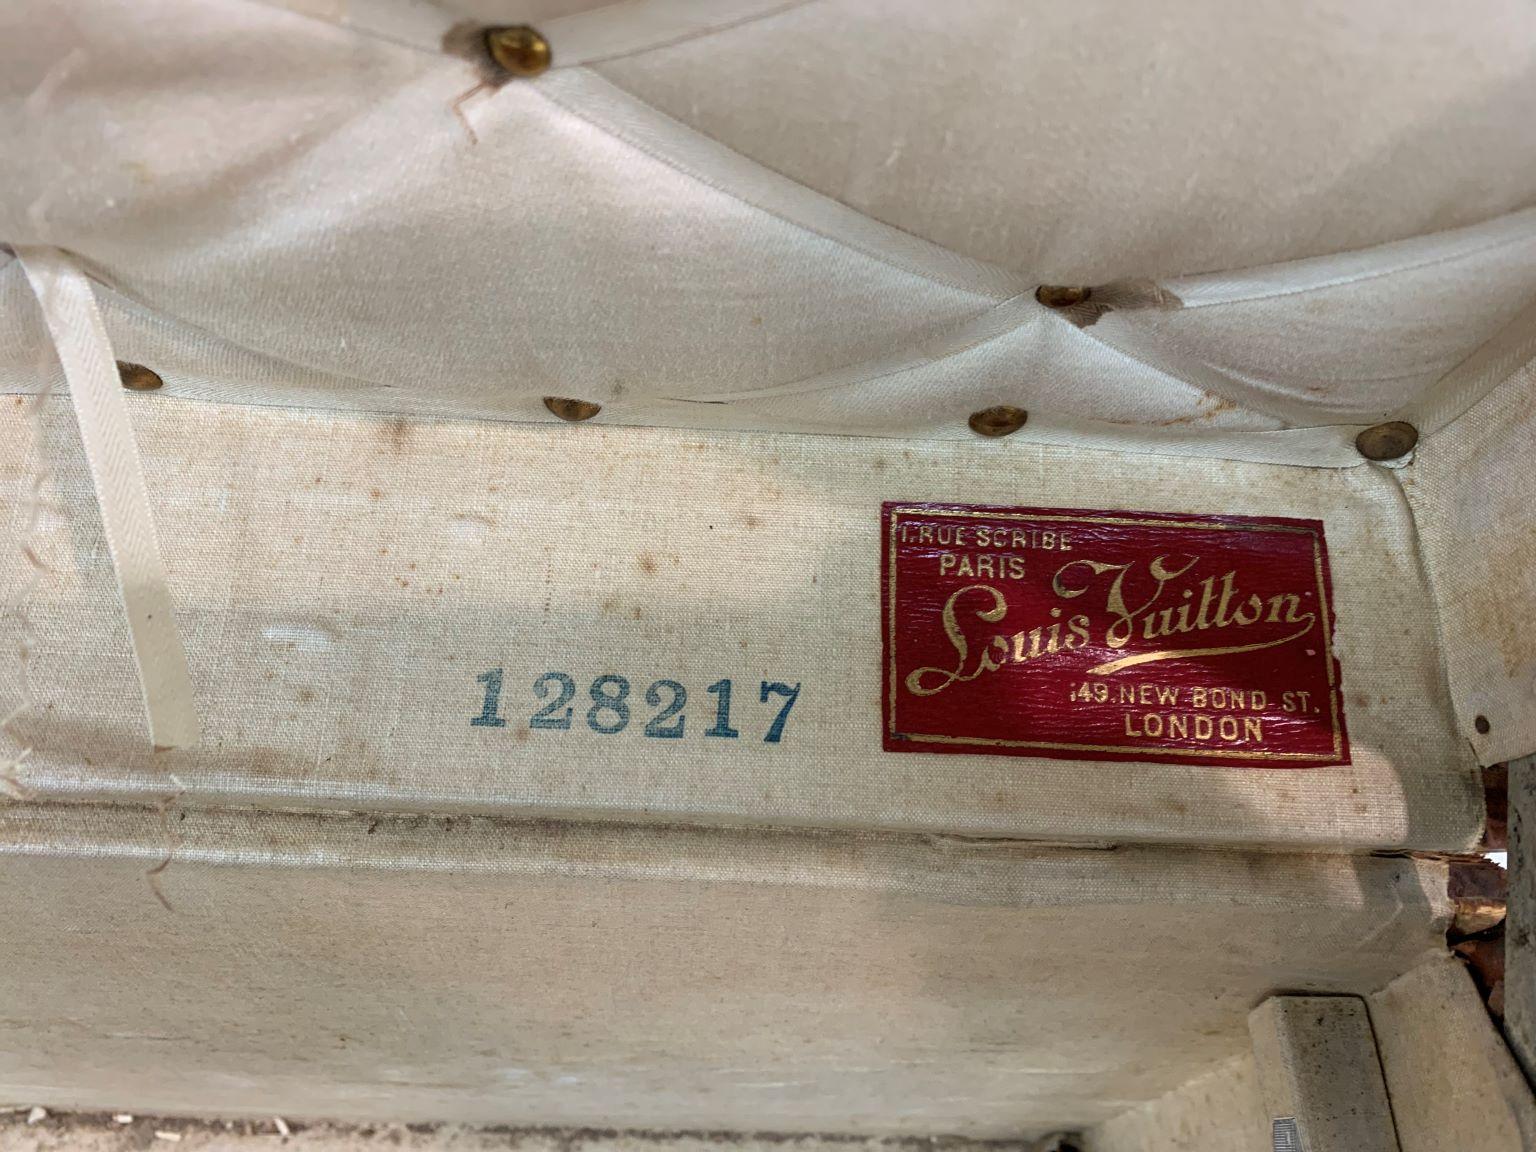 1. RUE SCRIBE
PARIS
Louis Vuitton
149. NEW BOND ST.
LONDON
128217